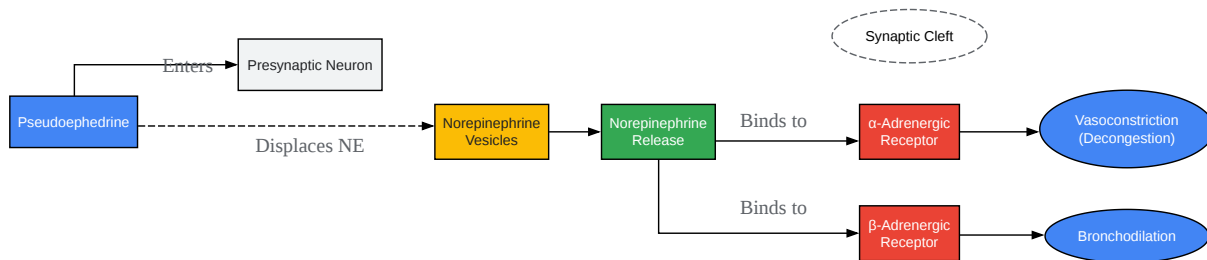 Synaptic Cleft
Enters
Presynaptic Neuron
Pseudoephedrine
Displaces NE
Norepinephrine
Vesicles
Norepinephrine
Release
Binds to
α-Adrenergic
Receptor
Vasoconstriction
(Decongestion)
Binds to
β-Adrenergic
Receptor
Bronchodilation